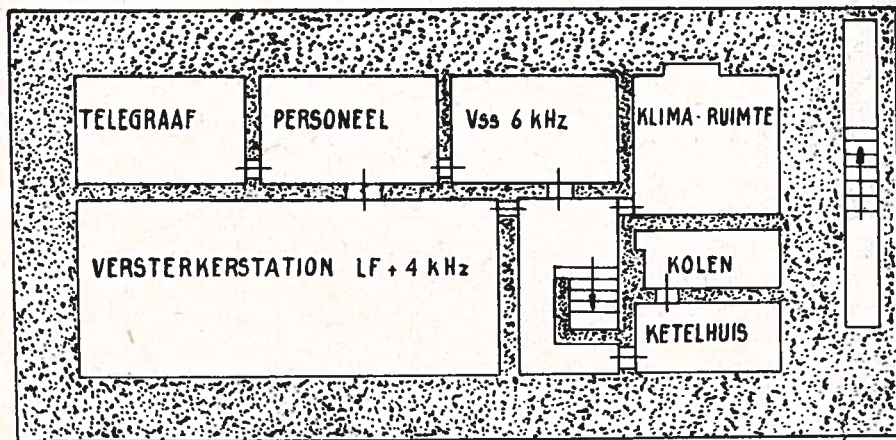 TELEGRAAF
PERSONEEL
Vss 6 kHz
KLIMA-RUIMTE
VERSTERKERSTATION LF + 4 kHz
KOLEN
KETELHUIS